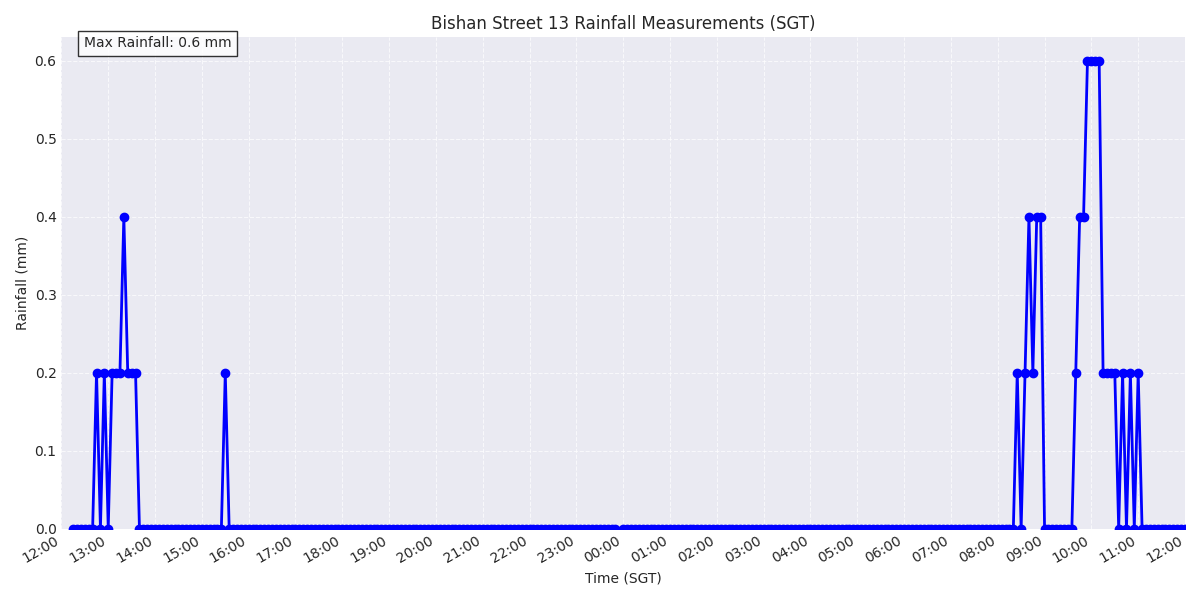 Bishan Street 13 Rainfall Measurements (SGT)
Max Rainfall: 0.6 mm
0.6
0.5
0.4
0.3
0.2
0.1
0.0
Rainfall (mm)
12:00 13:00 14:00 15:00 16:00 17:00 18:00 19:00 20:00 21:00 22:00 23:00 00:00 01:00 02:00 03:00 04:00 05:00 06:00 07:00 08:00 09:00 10:00 11:00 12:00
Time (SGT)